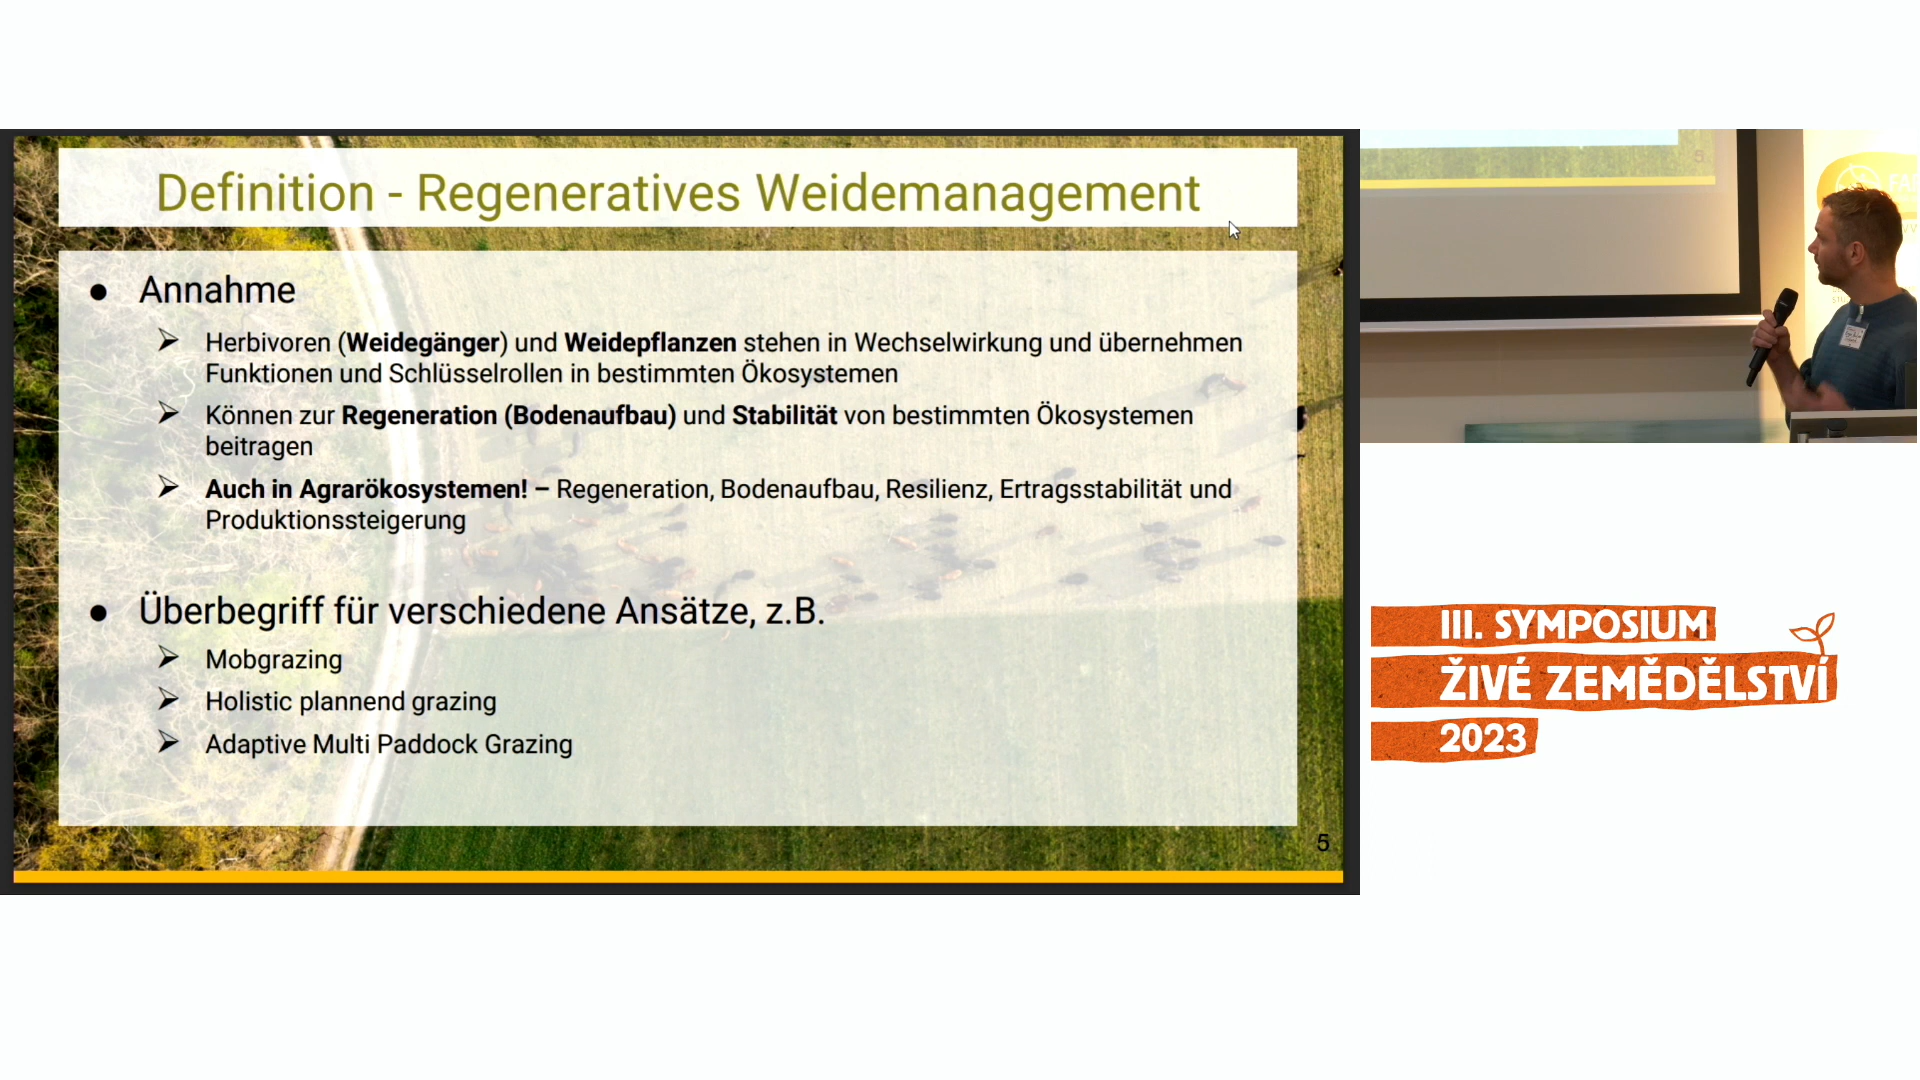 Definition - Regeneratives Weidemanagement
● Annahme
➢ Herbivoren (Weidegänger) und Weidepflanzen stehen in Wechselwirkung und übernehmen
Funktionen und Schlüsselrollen in bestimmten Ökosystemen
➢ Können zur Regeneration (Bodenaufbau) und Stabilität von bestimmten Ökosystemen
beitragen
➢ Auch in Agrarökosystemen! – Regeneration, Bodenaufbau, Resilienz, Ertragsstabilität und
Produktionssteigerung
● Überbegriff für verschiedene Ansätze, z.B.
➢ Mobgrazing
➢ Holistic plannend grazing
➢ Adaptive Multi Paddock Grazing
5
5
III. SYMPOSIUM
ŽIVÉ ZEMĚDĚLSTVÍ
2023